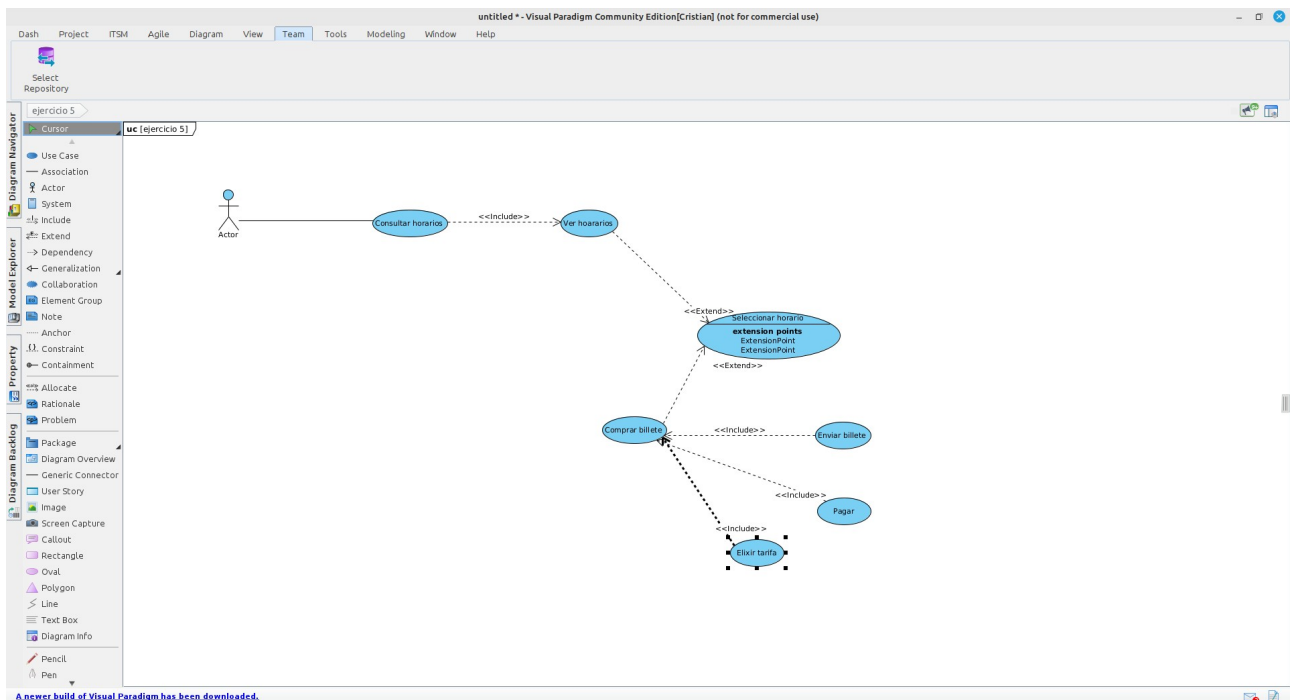 untitled * - Visual Paradigm Community Edition[Cristian] (not for commercial use)
Dash Project ITSM Agile Diagram View Team Tools Modeling Window Help
Select
Repository
ejercicio 5
Diagram Navigator
Model Explorer
Property
Diagram Backlog
Cursor
Use Case
Association
Actor
System
Include
Extend
Dependency
Generalization
Collaboration
Element Group
Note
Anchor
Constraint
Containment
Allocate
Rationale
Problem
Package
Diagram Overview
Generic Connector
User Story
Image
Screen Capture
Callout
Rectangle
Oval
Polygon
Line
Text Box
Diagram Info
Pencil
Pen
uc [ejercicio 5]
Actor
Consultar horarios
<<Include>>
Ver hoararios
<<Extend>>
Seleccionar horario
extension points
ExtensionPoint
ExtensionPoint
<<Extend>>
Comprar billete
<<Include>>
Enviar billete
<<Include>>
Pagar
<<Include>>
Elixir tarifa
A newer build of Visual Paradigm has been downloaded.